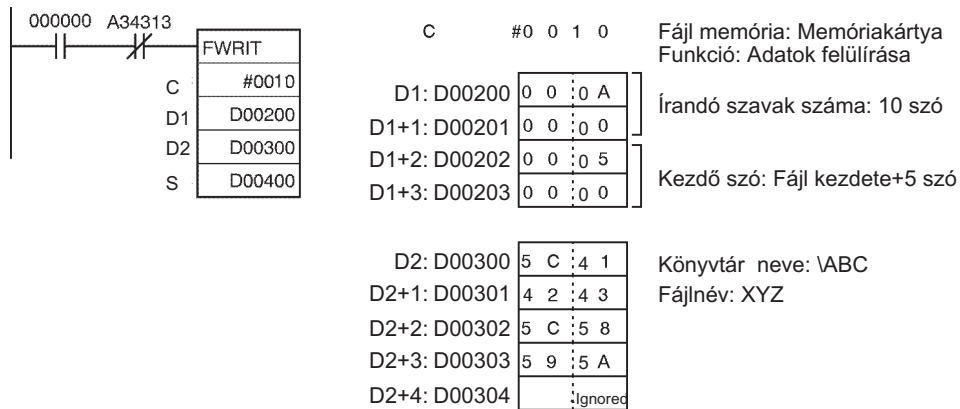 000000 A34313
FWRIT
C #0010
D1 D00200
D2 D00300
S D00400
C #0 0 1 0
Fájl memória: Memóriakártya
Funkció: Adatok felülírása
D1: D00200 0 0 0 A
D1+1: D00201 0 0 0 0
Írandó szavak száma: 10 szó
D1+2: D00202 0 0 0 5
D1+3: D00203 0 0 0 0
Kezdő szó: Fájl kezdete+5 szó
D2: D00300 5 C 4 1
Könyvtár neve: \ABC
D2+1: D00301 4 2 4 3
Fájlnév: XYZ
D2+2: D00302 5 C 5 8
D2+3: D00303 5 9 5 A
D2+4: D00304 Ignored